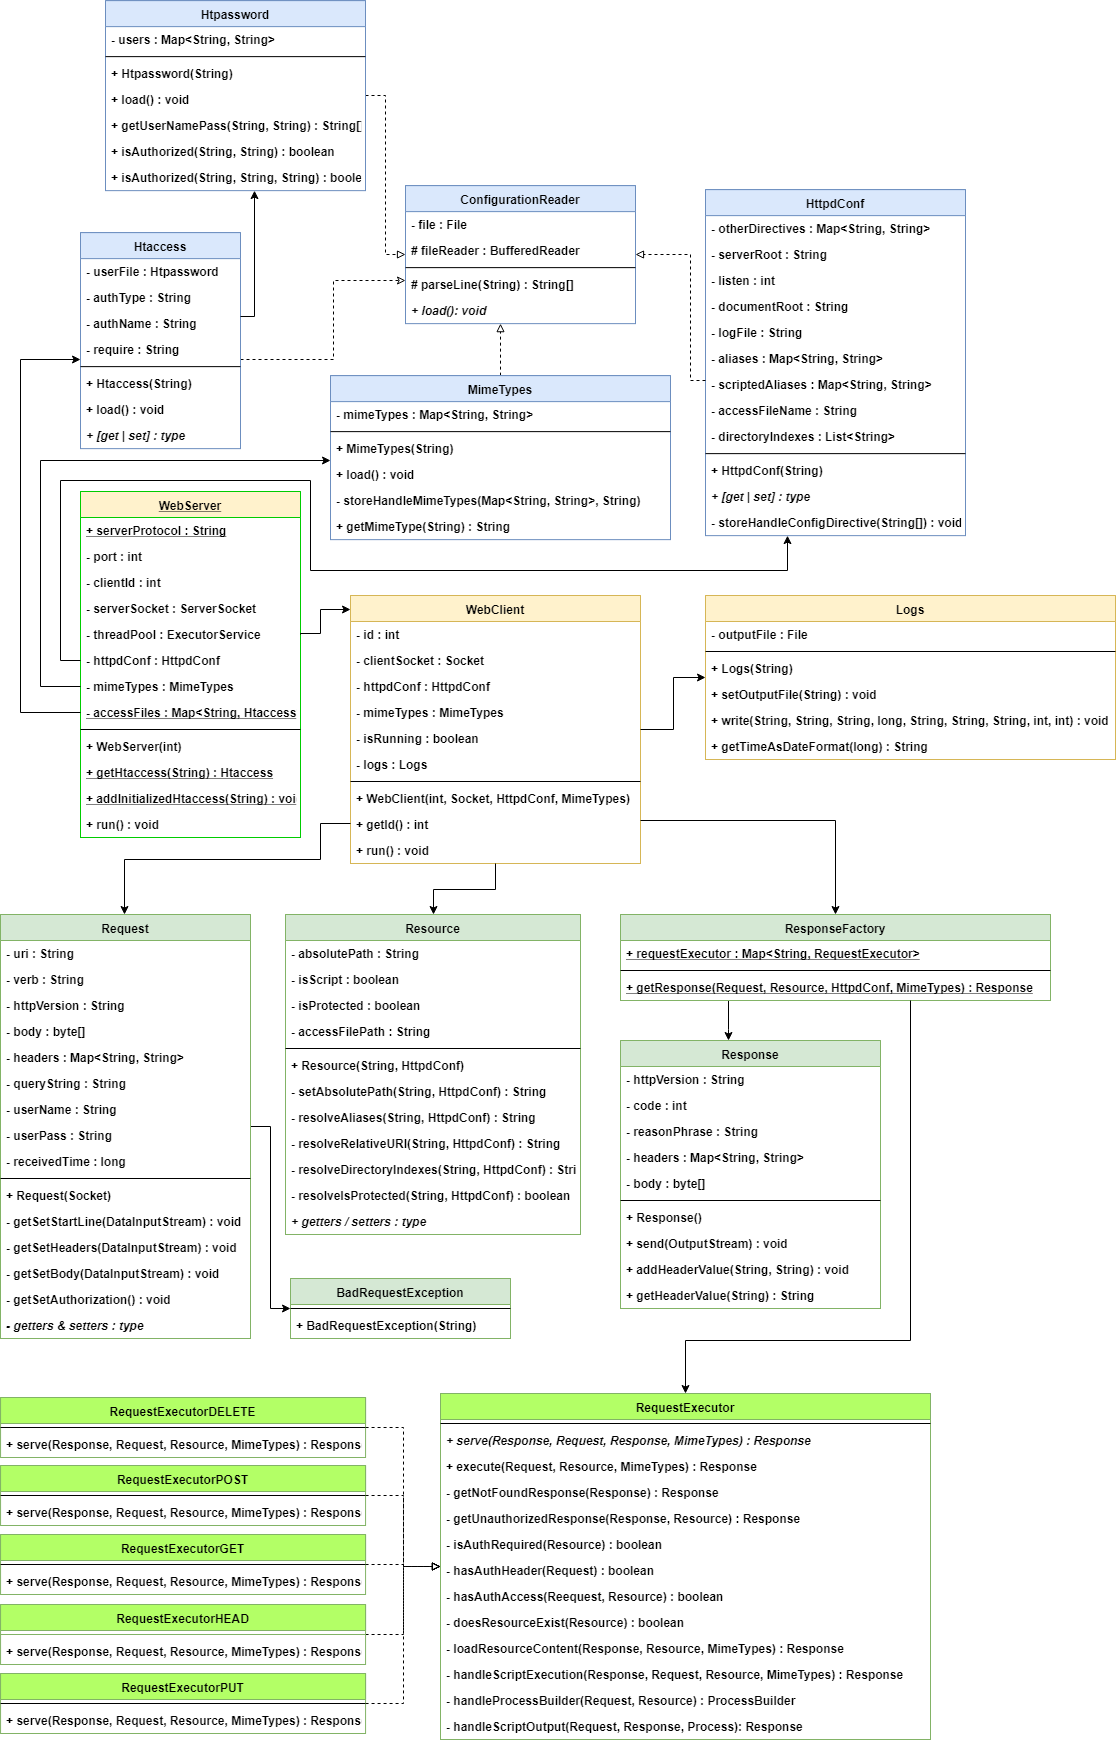 Htpassword
- users : Map<String, String>
+ Htpassword(String)
+ load() : void
+ getUserNamePass(String, String) : String[
+ isAuthorized(String, String) : boolean
+ isAuthorized(String, String, String) : boole
ConfigurationReader
- file : File
# fileReader : BufferedReader
# parseLine(String) : String[]
+ load(): void
HttpdConf
- otherDirectives : Map<String, String>
- serverRoot : String
- listen : int
- documentRoot : String
- logFile : String
- aliases : Map<String, String>
- scriptedAliases : Map<String, String>
- accessFileName : String
- directoryIndexes : List<String>
+ HttpdConf(String)
+ [get | set] : type
- storeHandleConfigDirective(String[]) : void
Htaccess
- userFile : Htpassword
- authType : String
- authName : String
- require : String
+ Htaccess(String)
+ load() : void
+ [get | set] : type
MimeTypes
- mimeTypes : Map<String, String>
+ MimeTypes(String)
+ load() : void
- storeHandleMimeTypes(Map<String, String>, String)
+ getMimeType(String) : String
WebServer
+ serverProtocol : String
- port : int
- clientId : int
- serverSocket : ServerSocket
- threadPool : ExecutorService
- httpdConf : HttpdConf
- mimeTypes : MimeTypes
- accessFiles : Map<String, Htaccess
+ WebServer(int)
+ getHtaccess(String) : Htaccess
+ addInitializedHtaccess(String) : voi
+ run() : void
WebClient
- id : int
- clientSocket : Socket
- httpdConf : HttpdConf
- mimeTypes : MimeTypes
- isRunning : boolean
- logs : Logs
+ WebClient(int, Socket, HttpdConf, MimeTypes)
+ getId() : int
+ run() : void
Logs
- outputFile : File
+ Logs(String)
+ setOutputFile(String) : void
+ write(String, String, String, long, String, String, String, int, int) : void
+ getTimeAsDateFormat(long) : String
Request
- uri : String
- verb : String
- httpVersion : String
- body : byte[]
- headers : Map<String, String>
- queryString : String
- userName : String
- userPass : String
- receivedTime : long
+ Request(Socket)
- getSetStartLine(DataInputStream) : void
- getSetHeaders(DataInputStream) : void
- getSetBody(DataInputStream) : void
- getSetAuthorization() : void
- getters & setters : type
Resource
- absolutePath : String
- isScript : boolean
- isProtected : boolean
- accessFilePath : String
+ Resource(String, HttpdConf)
- setAbsolutePath(String, HttpdConf) : String
- resolveAliases(String, HttpdConf) : String
- resolveRelativeURI(String, HttpdConf) : String
- resolveDirectoryIndexes(String, HttpdConf) : Stri
- resolveIsProtected(String, HttpdConf) : boolean
+ getters / setters : type
ResponseFactory
+ requestExecutor : Map<String, RequestExecutor>
+ getResponse(Request, Resource, HttpdConf, MimeTypes) : Response
Response
- httpVersion : String
- code : int
- reasonPhrase : String
- headers : Map<String, String>
- body : byte[]
+ Response()
+ send(OutputStream) : void
+ addHeaderValue(String, String) : void
+ getHeaderValue(String) : String
BadRequestException
+ BadRequestException(String)
RequestExecutorDELETE
+ serve(Response, Request, Resource, MimeTypes) : Respons
RequestExecutorPOST
+ serve(Response, Request, Resource, MimeTypes) : Respons
RequestExecutorGET
+ serve(Response, Request, Resource, MimeTypes) : Respons
RequestExecutorHEAD
+ serve(Response, Request, Resource, MimeTypes) : Respons
RequestExecutorPUT
+ serve(Response, Request, Resource, MimeTypes) : Respons
RequestExecutor
+ serve(Response, Request, Response, MimeTypes) : Response
+ execute(Request, Resource, MimeTypes) : Response
- getNotFoundResponse(Response) : Response
- getUnauthorizedResponse(Response, Resource) : Response
- isAuthRequired(Resource) : boolean
- hasAuthHeader(Request) : boolean
- hasAuthAccess(Reequest, Resource) : boolean
- doesResourceExist(Resource) : boolean
- loadResourceContent(Response, Resource, MimeTypes) : Response
- handleScriptExecution(Response, Request, Resource, MimeTypes) : Response
- handleProcessBuilder(Request, Resource) : ProcessBuilder
- handleScriptOutput(Request, Response, Process): Response